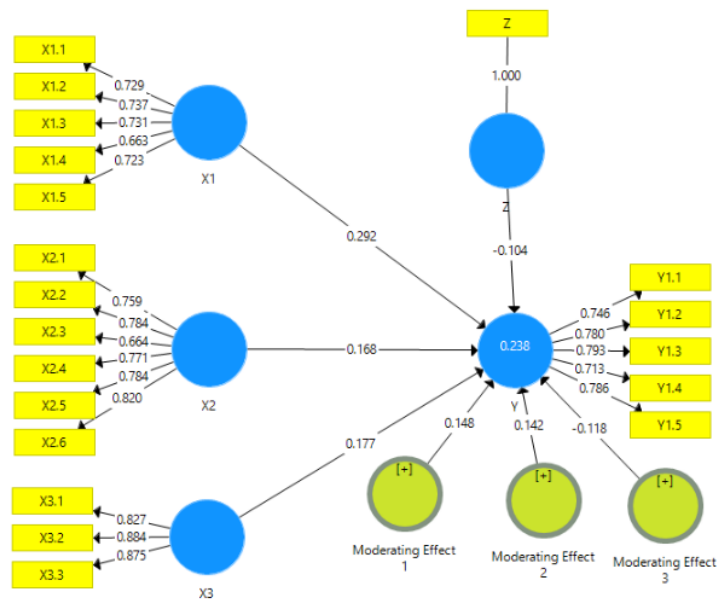 X1.1
X1.2
X1.3
X1.4
X1.5
0.729
0.737
0.731
0.663
0.723
X1
Z
1.000
Z
-0.104
0.292
X2.1
X2.2
X2.3
X2.4
X2.5
X2.6
0.759
0.784
0.664
0.771
0.784
0.820
X2
0.168
0.238
Y
0.746
0.780
0.793
0.713
0.786
Y1.1
Y1.2
Y1.3
Y1.4
Y1.5
0.177
0.148
0.142
-0.118
X3.1
X3.2
X3.3
0.827
0.884
0.875
X3
[+]
Moderating Effect
1
[+]
Moderating Effect
2
[+]
Moderating Effect
3